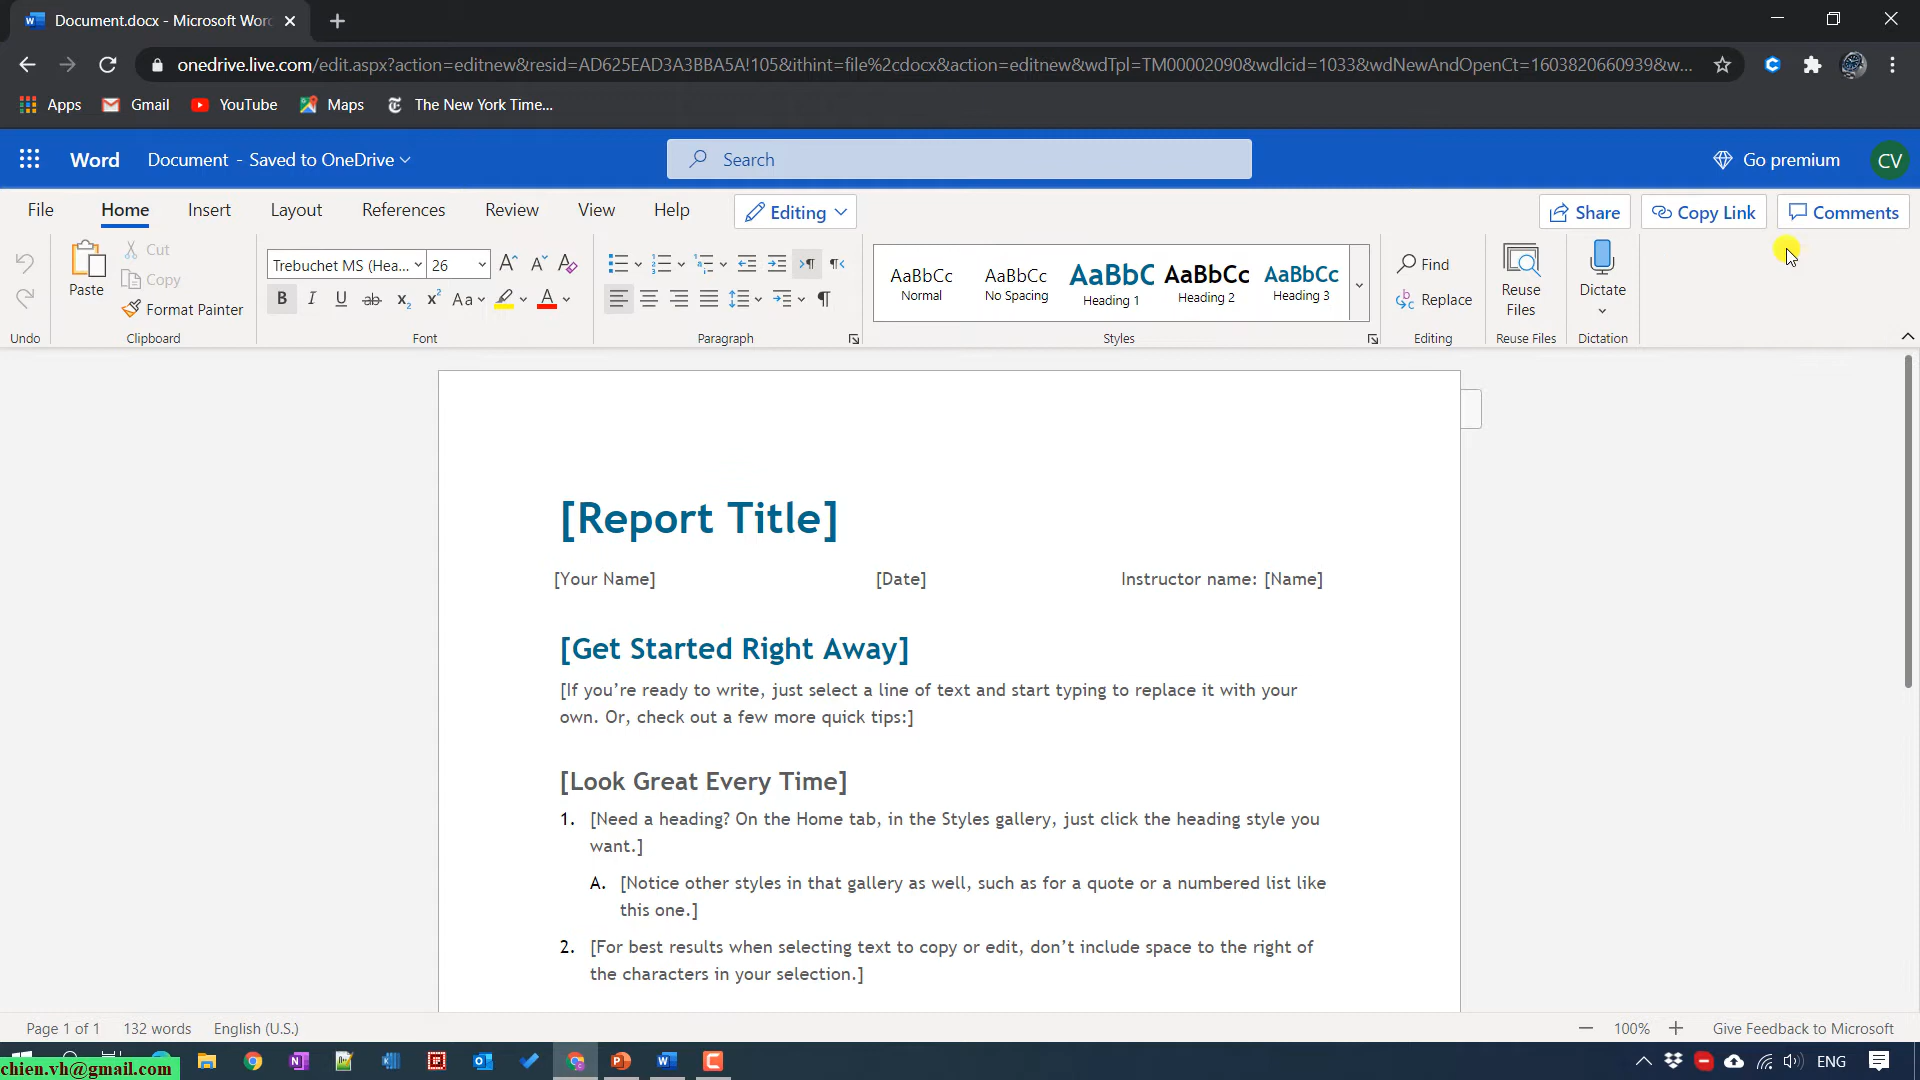 Document.docx - Microsoft Word
onedrive.live.com/edit.aspx?action=editnew&resid=AD625EAD3A3BBA5A!105&ithint=file%2cdocx&action=editnew&wdTpl=TM00002090&wdlcid=1033&wdNewAndOpenCt=1603820660939&w...
Apps Gmail YouTube Maps The New York Time...
Word Document - Saved to OneDrive Search Go premium CV
File Home Insert Layout References Review View Help Editing Share Copy Link Comments
Cut
Copy
Paste
Format Painter
Undo
Clipboard
Trebuchet MS (Hea... 26
Font
Paragraph
AaBbCc AaBbCc AaBbC AaBbCc AaBbCc
Normal No Spacing Heading 1 Heading 2 Heading 3
Styles
Find
Replace
Editing
Reuse
Files
Reuse Files
Dictate
Dictation
[Report Title]
[Your Name] [Date] Instructor name: [Name]
[Get Started Right Away]
[If you’re ready to write, just select a line of text and start typing to replace it with your
own. Or, check out a few more quick tips:]
[Look Great Every Time]
1. [Need a heading? On the Home tab, in the Styles gallery, just click the heading style you
want.]
A. [Notice other styles in that gallery as well, such as for a quote or a numbered list like
this one.]
2. [For best results when selecting text to copy or edit, don’t include space to the right of
the characters in your selection.]
Page 1 of 1 132 words English (U.S.) 100% Give Feedback to Microsoft
chien.vh@gmail.com ENG